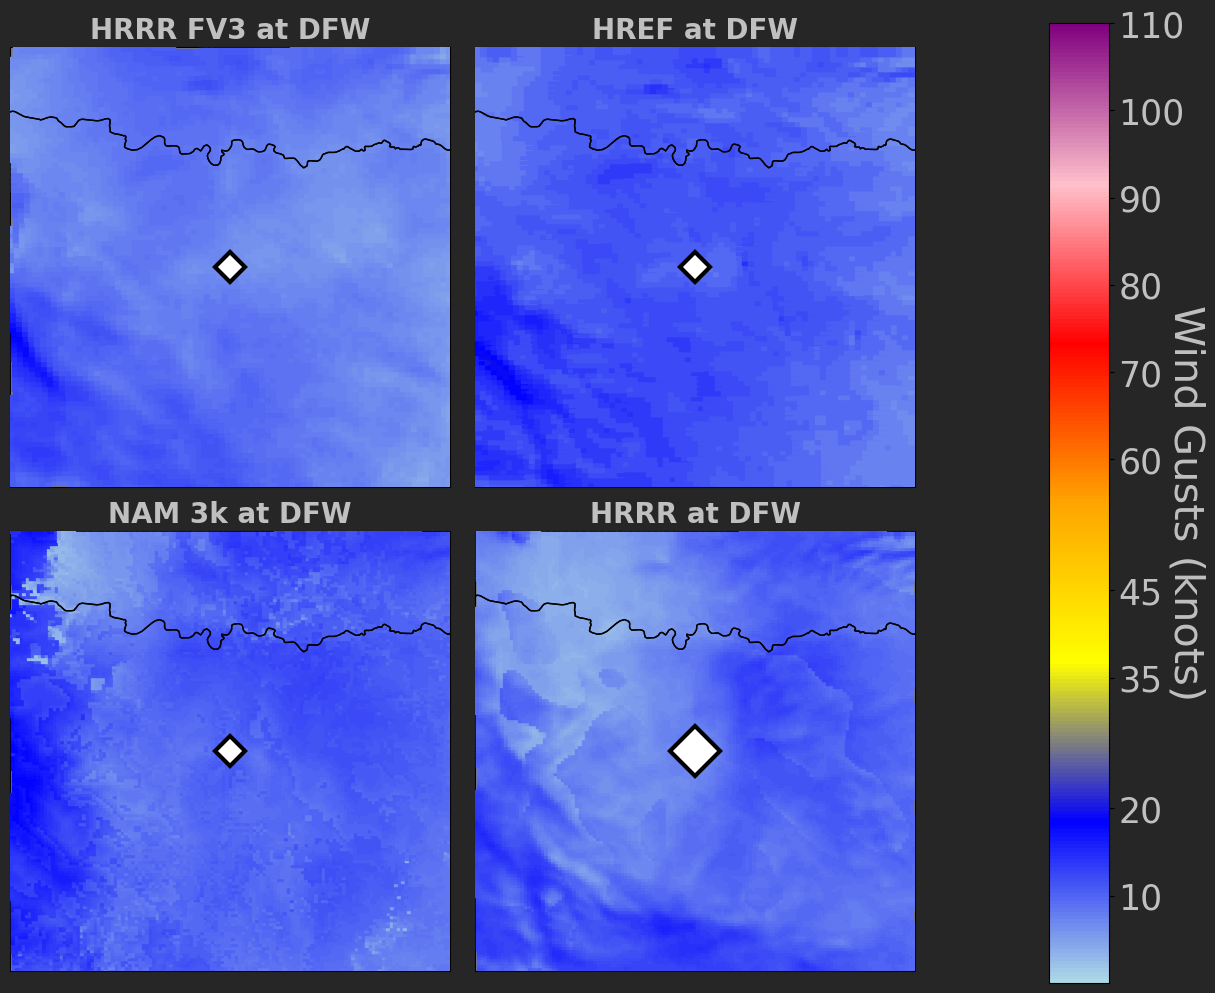 HRRR FV3 at DFW
HREF at DFW
NAM 3k at DFW
HRRR at DFW
110
100
90
80
70
60
45
35
20
10
Wind Gusts (knots)